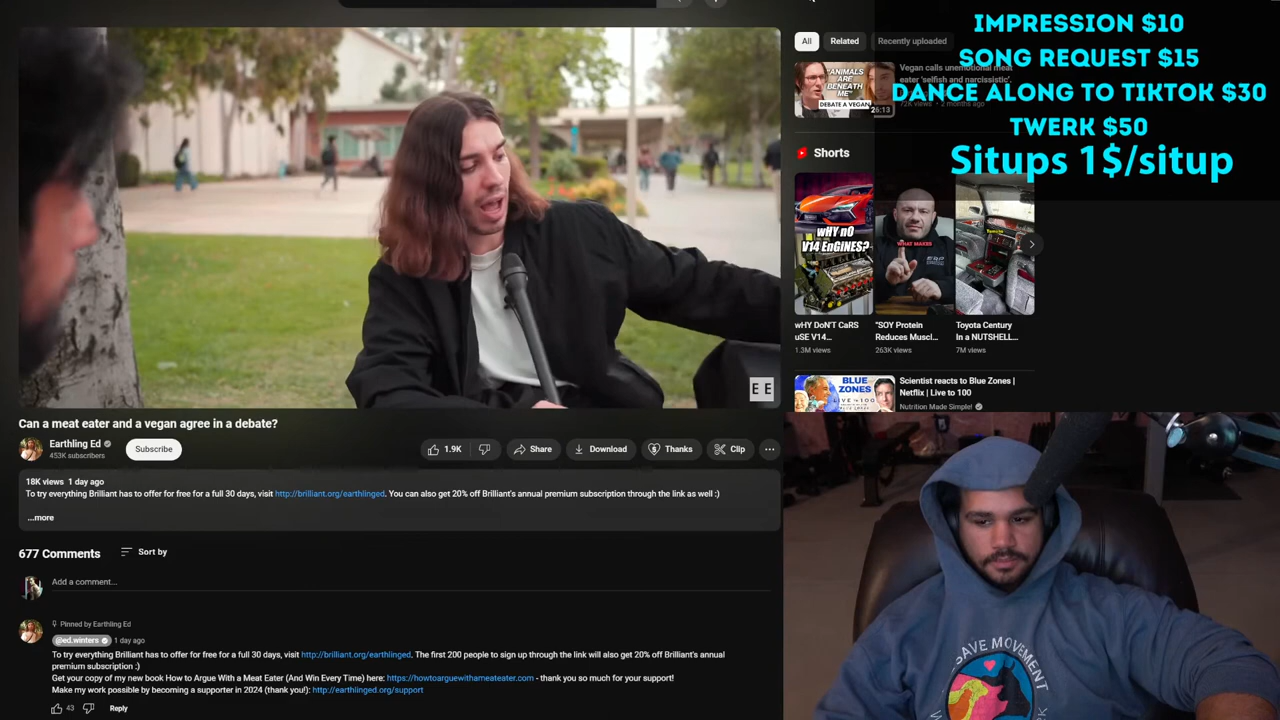 IMPRESSION $10
SONG REQUEST $15
DANCE ALONG TO TIKTOK $30
TWERK $50
Situps 1$/situp
All
Related
Recently uploaded
Vegan calls unemotional meat
eater 'selfish and narcissistic'.
72K views • 2 months ago
"ANIMALS
ARE
BENEATH
ME"
DEBATE A VEGAN
26:13
Shorts
wHY nO
V14 EnGiNES?
WHAT MAKES
wHY DoN'T CaRS
uSE V14...
1.3M views
"SOY Protein
Reduces Muscl...
263K views
Toyota Century
In a NUTSHELL...
7M views
BLUE
ZONES
LIVE to 100
Scientist reacts to Blue Zones |
Netflix | Live to 100
Nutrition Made Simple!
E E
Can a meat eater and a vegan agree in a debate?
Earthling Ed
453K subscribers
Subscribe
1.9K
Share
Download
Thanks
Clip
18K views 1 day ago
To try everything Brilliant has to offer for free for a full 30 days, visit http://brilliant.org/earthlinged. You can also get 20% off Brilliant's annual premium subscription through the link as well :)
...more
677 Comments
Sort by
Add a comment...
Pinned by Earthling Ed
@ed.winters
1 day ago
To try everything Brilliant has to offer for free for a full 30 days, visit http://brilliant.org/earthlinged. The first 200 people to sign up through the link will also get 20% off Brilliant's annual
premium subscription :)
Get your copy of my new book How to Argue With a Meat Eater (And Win Every Time) here: https://howtoarguewithameateater.com - thank you so much for your support!
Make my work possible by becoming a supporter in 2024 (thank you!): http://earthlinged.org/support
43
Reply
SAVE MOVEMENT